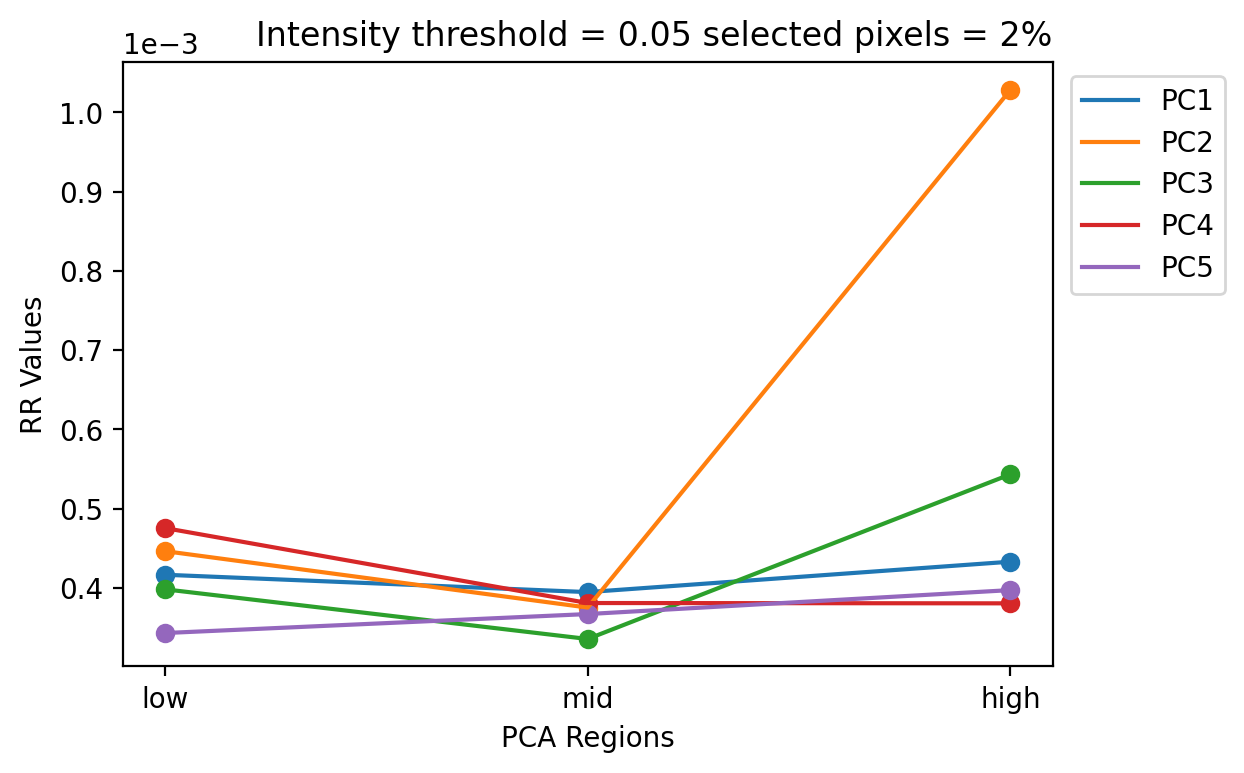 Intensity threshold = 0.05 selected pixels = 2%
1e−3
1.0
0.9
0.8
0.7
0.6
0.5
0.4
RR Values
low
mid
high
PCA Regions
PC1
PC2
PC3
PC4
PC5